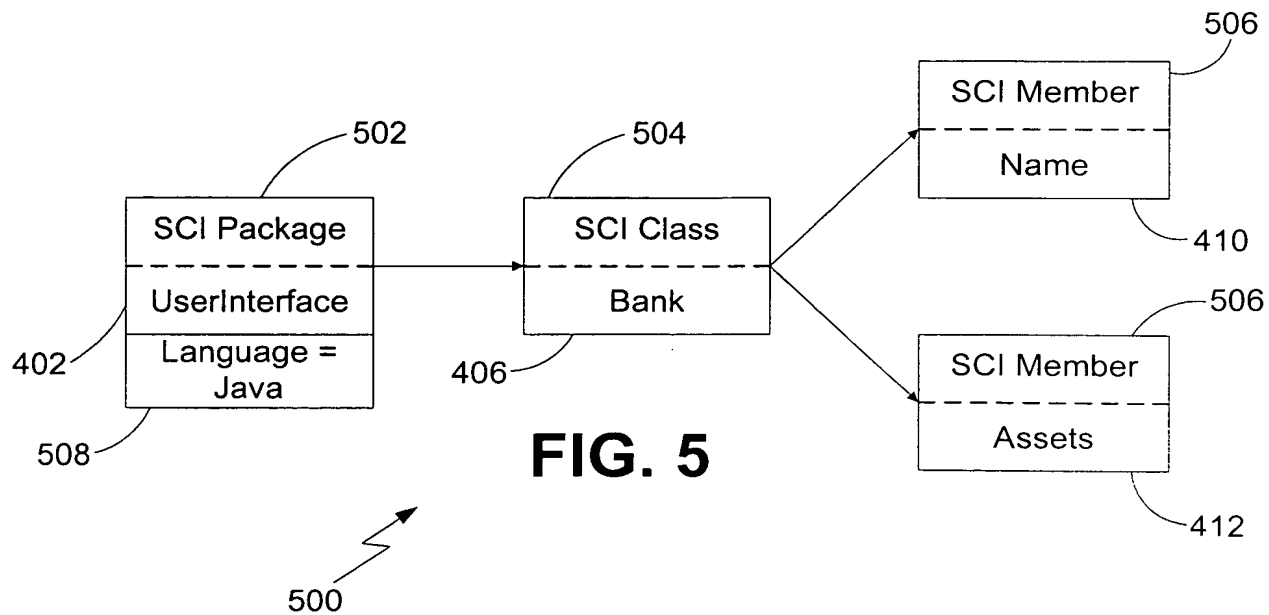 506
SCI Member
Name
410
502
504
SCI Package
UserInterface
Language =
Java
402
508
SCI Class
Bank
406
506
SCI Member
Assets
412
FIG. 5
500